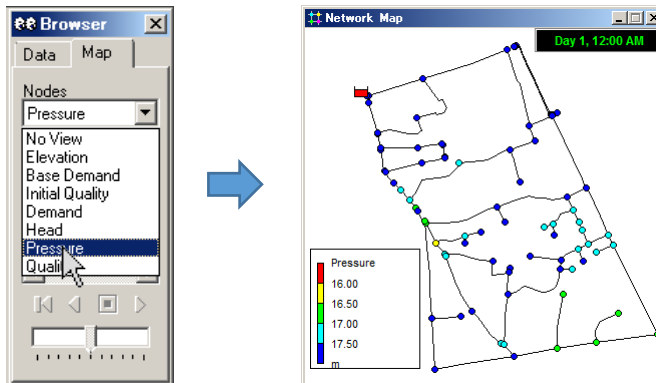 Browser
Data
Map
Nodes
Pressure
No View
Elevation
Base Demand
Initial Quality
Demand
Head
Pressure
Quality
Network Map
Day 1, 12:00 AM
Pressure
16.00
16.50
17.00
17.50
m